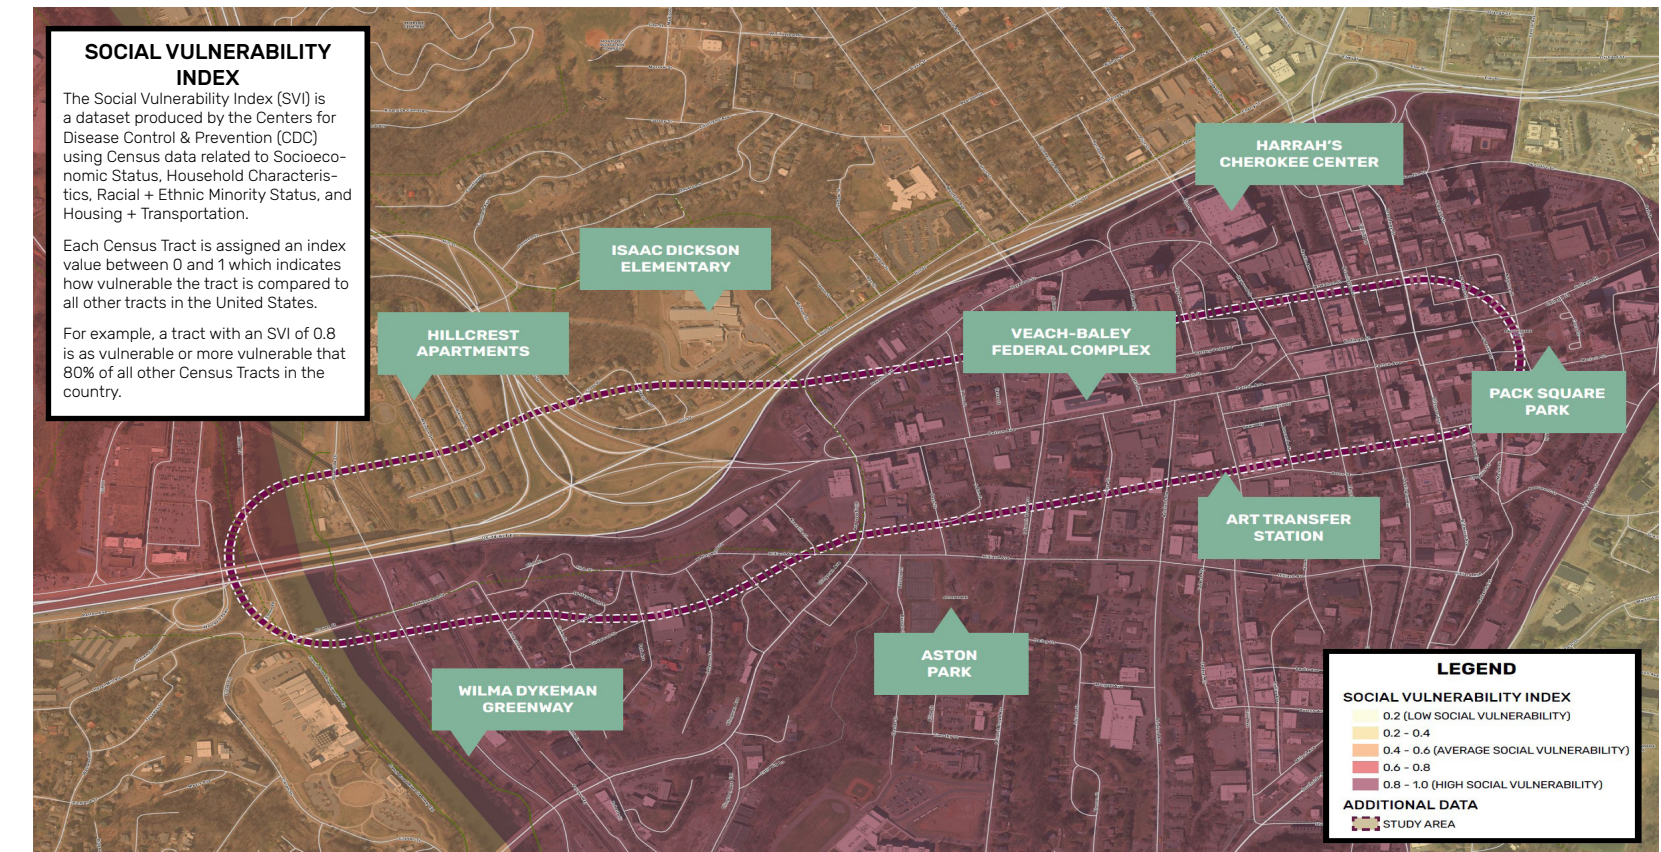 SOCIAL VULNERABILITY
INDEX
The Social Vulnerability Index (SVI) is
a dataset produced by the Centers for
Disease Control & Prevention (CDC)
using Census data related to Socioeco-
nomic Status, Household Characteris-
tics, Racial + Ethnic Minority Status, and
Housing + Transportation.
Each Census Tract is assigned an index
value between 0 and 1 which indicates
how vulnerable the tract is compared to
all other tracts in the United States.
For example, a tract with an SVI of 0.8
is as vulnerable or more vulnerable that
80% of all other Census Tracts in the
country.
HARRAH'S
CHEROKEE CENTER
ISAAC DICKSON
ELEMENTARY
HILLCREST
APARTMENTS
VEACH-BALEY
FEDERAL COMPLEX
PACK SQUARE
PARK
ART TRANSFER
STATION
ASTON
PARK
WILMA DYKEMAN
GREENWAY
LEGEND
SOCIAL VULNERABILITY INDEX
0.2 (LOW SOCIAL VULNERABILITY)
0.2 - 0.4
0.4 - 0.6 (AVERAGE SOCIAL VULNERABILITY)
0.6 - 0.8
0.8 - 1.0 (HIGH SOCIAL VULNERABILITY)
ADDITIONAL DATA
STUDY AREA